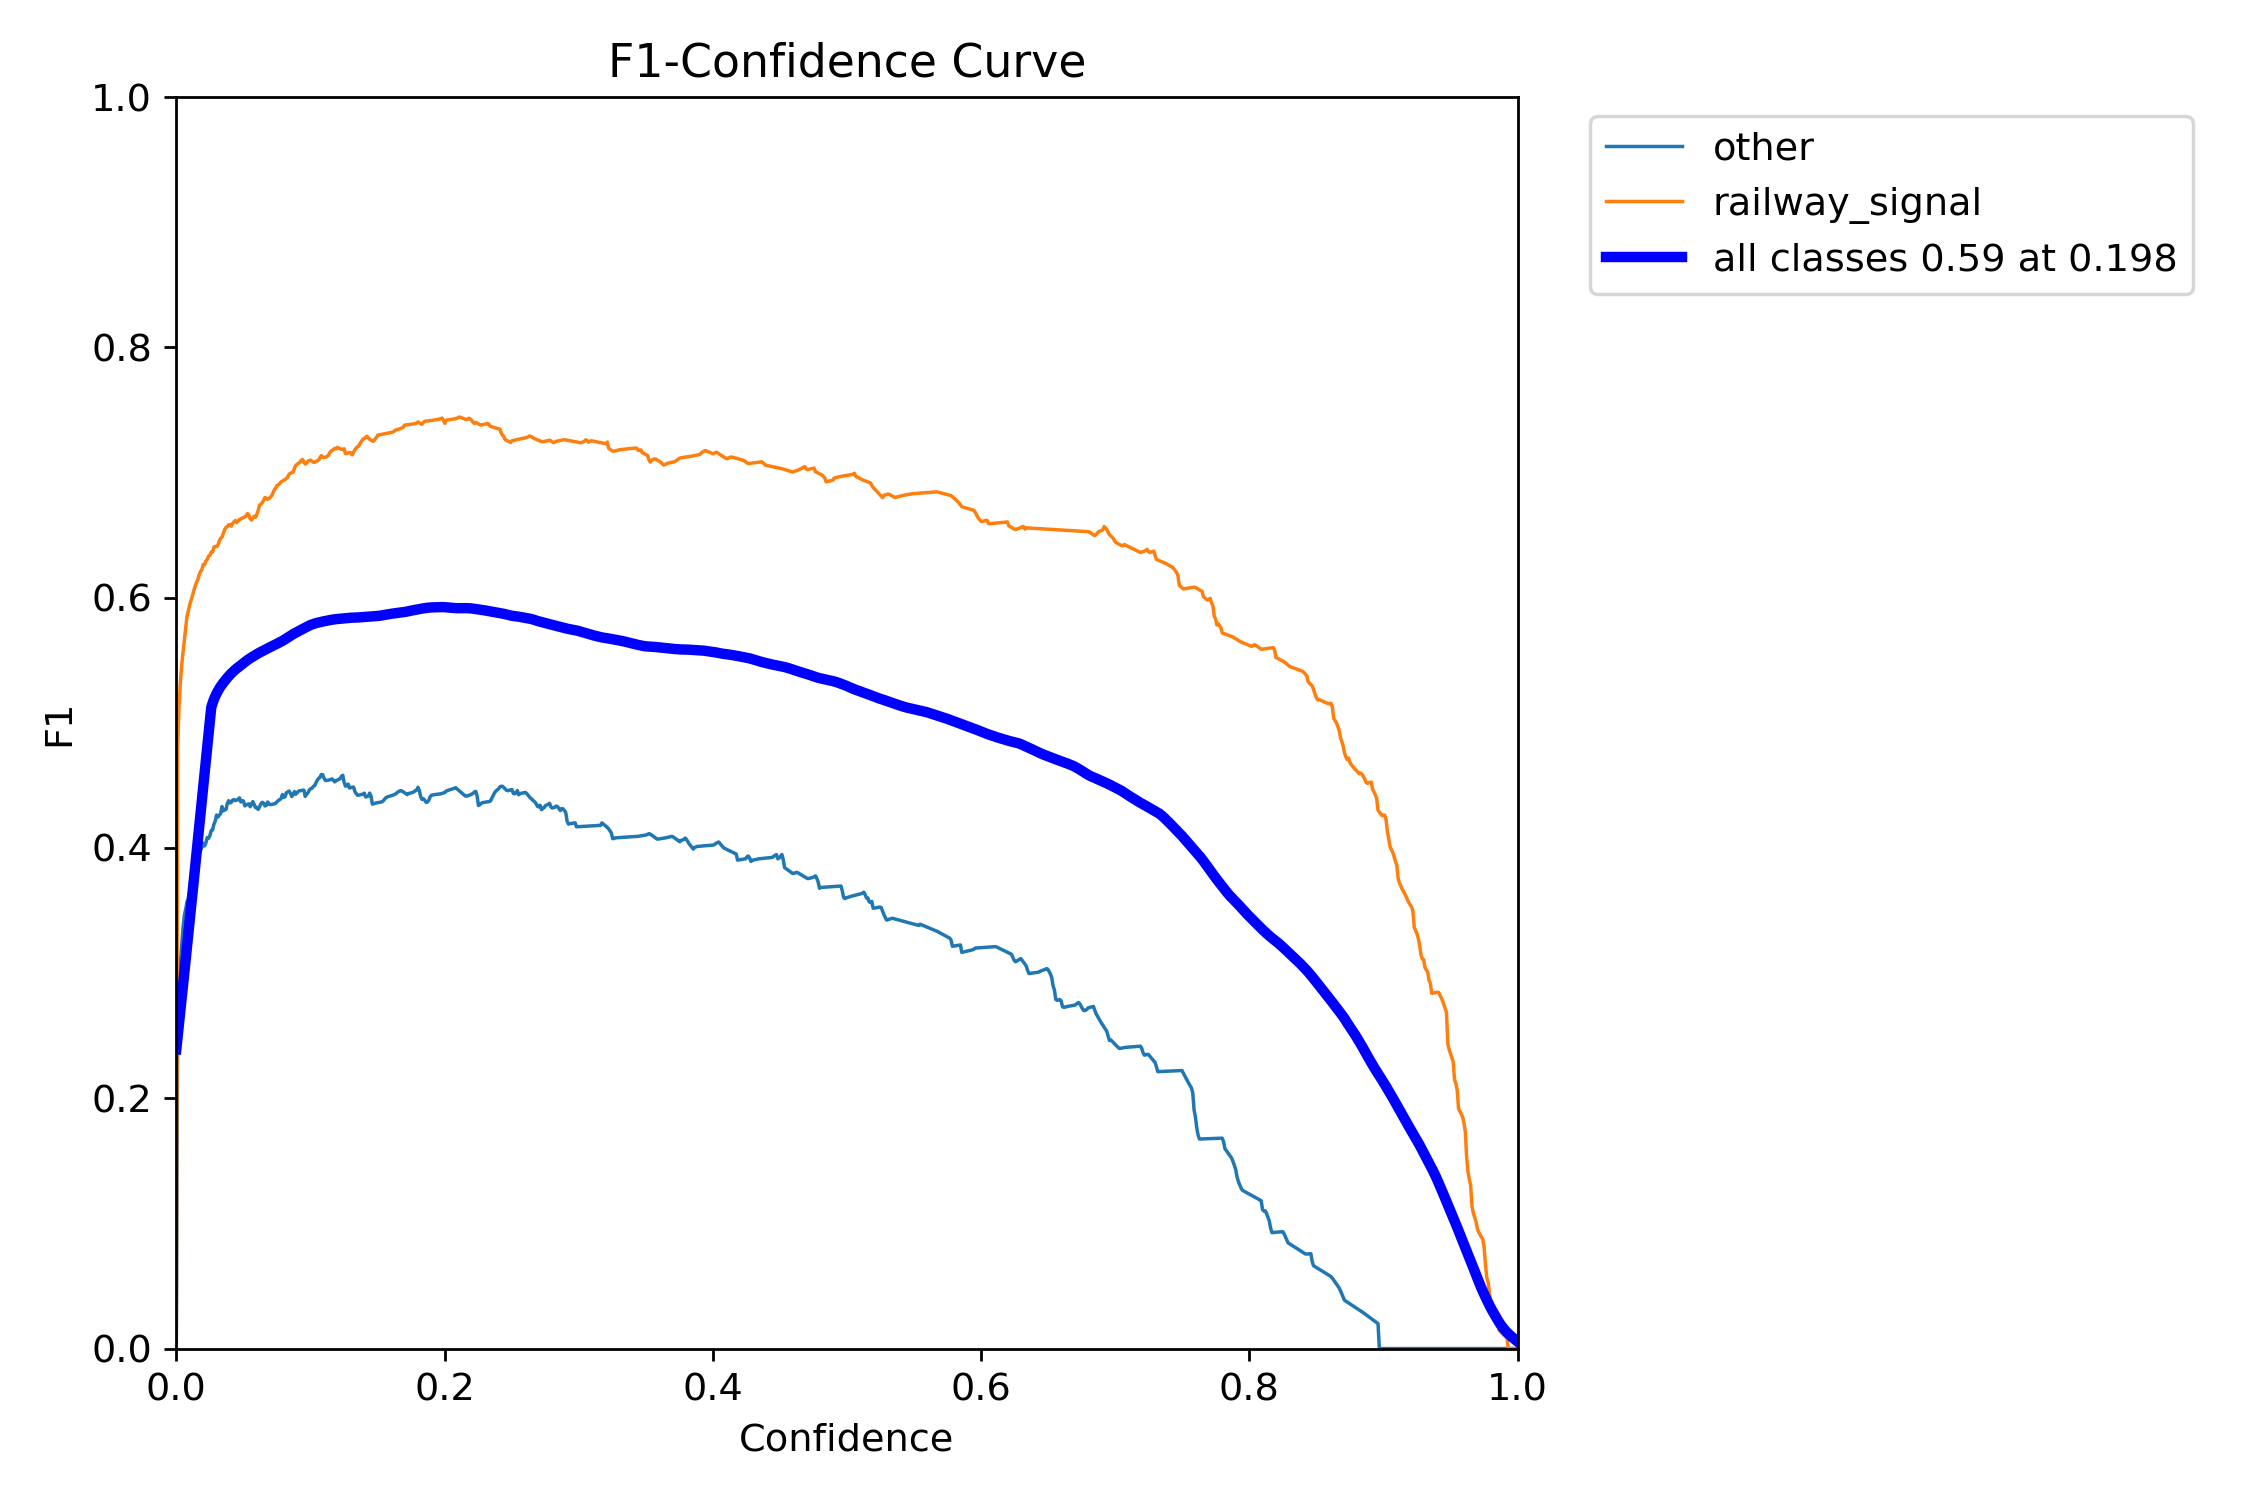 F1-Confidence Curve
1.0
0.8
0.6
0.4
0.2
0.0
F1
0.0 0.2 0.4 0.6 0.8 1.0
Confidence
other
railway_signal
all classes 0.59 at 0.198